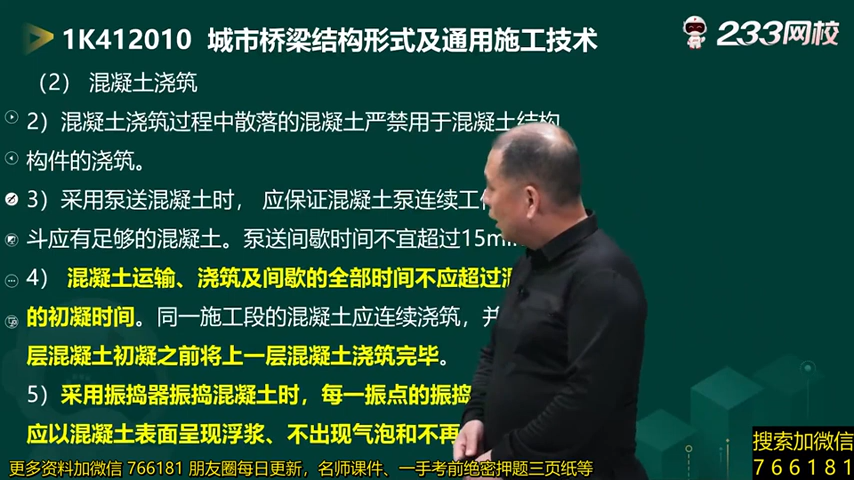 1K412010 城市桥梁结构形式及通用施工技术
233网校
（2） 混凝土浇筑
2）混凝土浇筑过程中散落的混凝土严禁用于混凝土结构
构件的浇筑。
3）采用泵送混凝土时， 应保证混凝土泵连续工
斗应有足够的混凝土。泵送间歇时间不宜超过15mi
4） 混凝土运输、浇筑及间歇的全部时间不应超过
的初凝时间。同一施工段的混凝土应连续浇筑，并
层混凝土初凝之前将上一层混凝土浇筑完毕。
5）采用振捣器振捣混凝土时，每一振点的振捣
应以混凝土表面呈现浮浆、不出现气泡和不再
搜索加微信
766181
更多资料加微信 766181 朋友圈每日更新，名师课件、一手考前绝密押题三页纸等